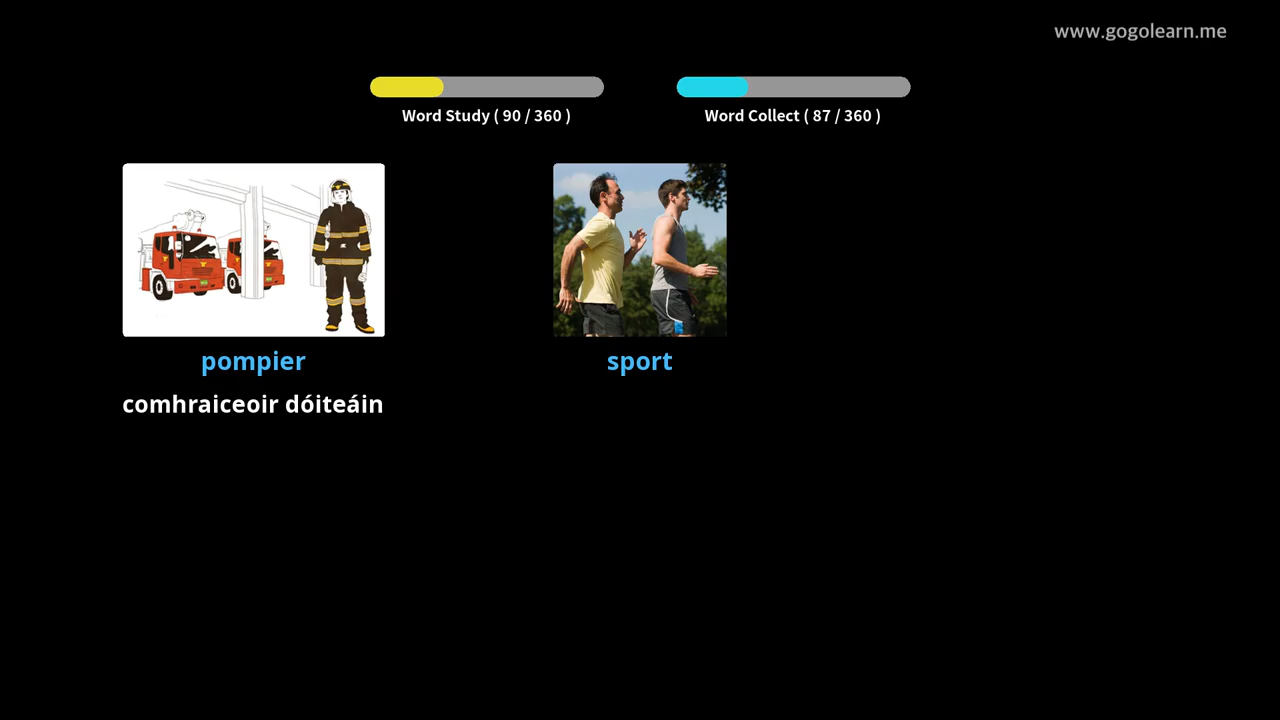 www.gogolearn.me
Word Study ( 90 / 360 )
Word Collect ( 87 / 360 )
pompier
sport
comhraiceoir dóiteáin